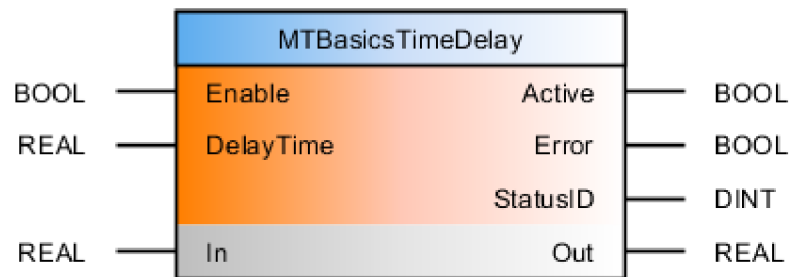 MTBasicsTimeDelay
BOOL Enable Active BOOL
REAL DelayTime Error BOOL
StatusID DINT
REAL In Out REAL